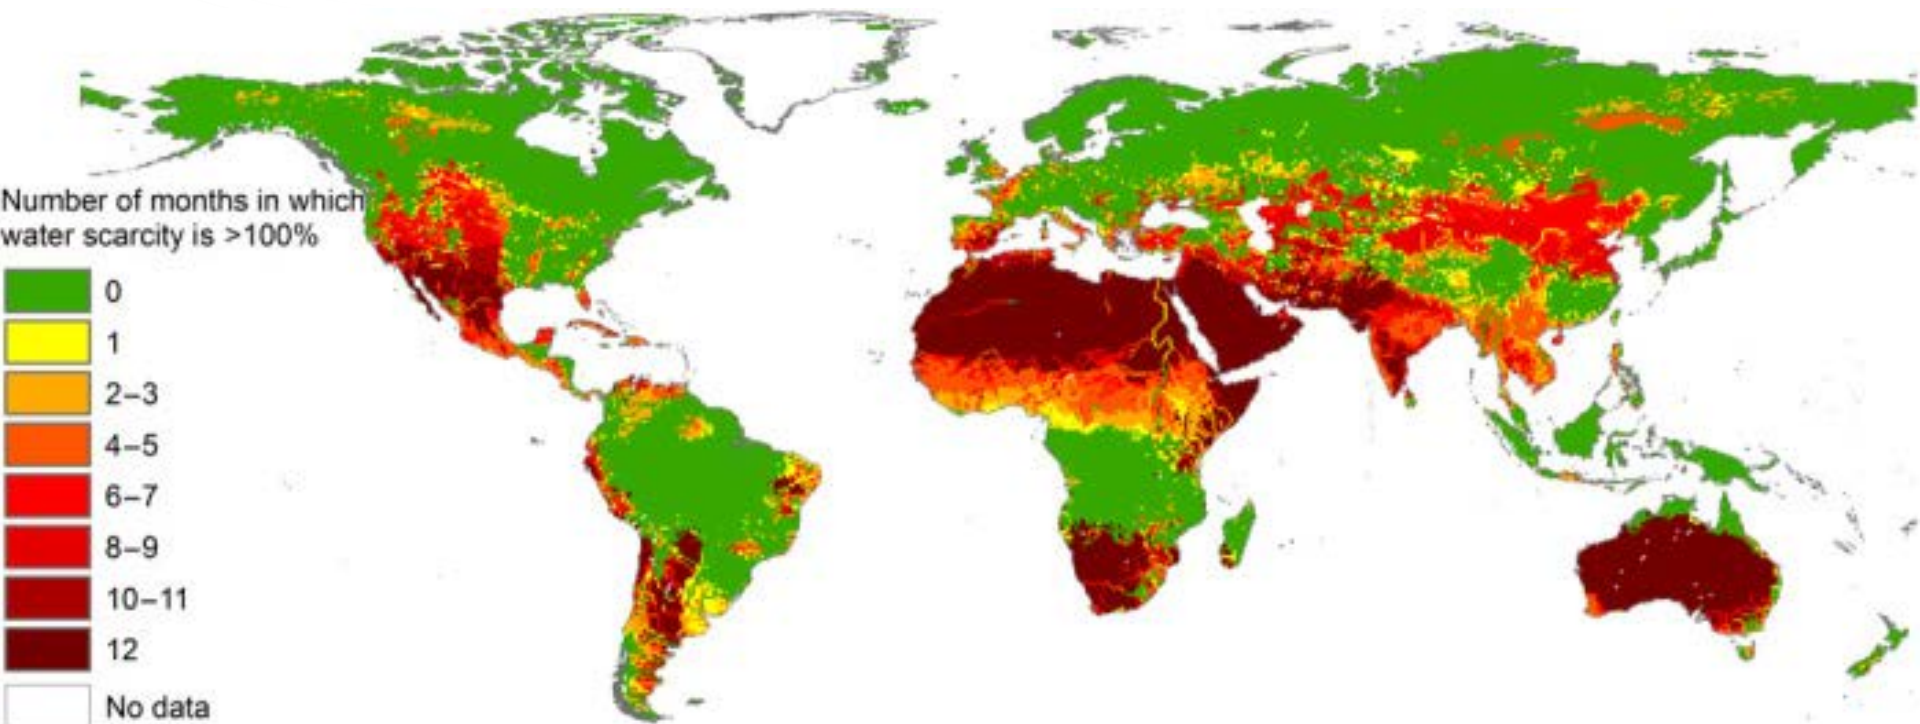 Number of months in which
water scarcity is >100%
0
1
2–3
4–5
6–7
8–9
10–11
12
No data